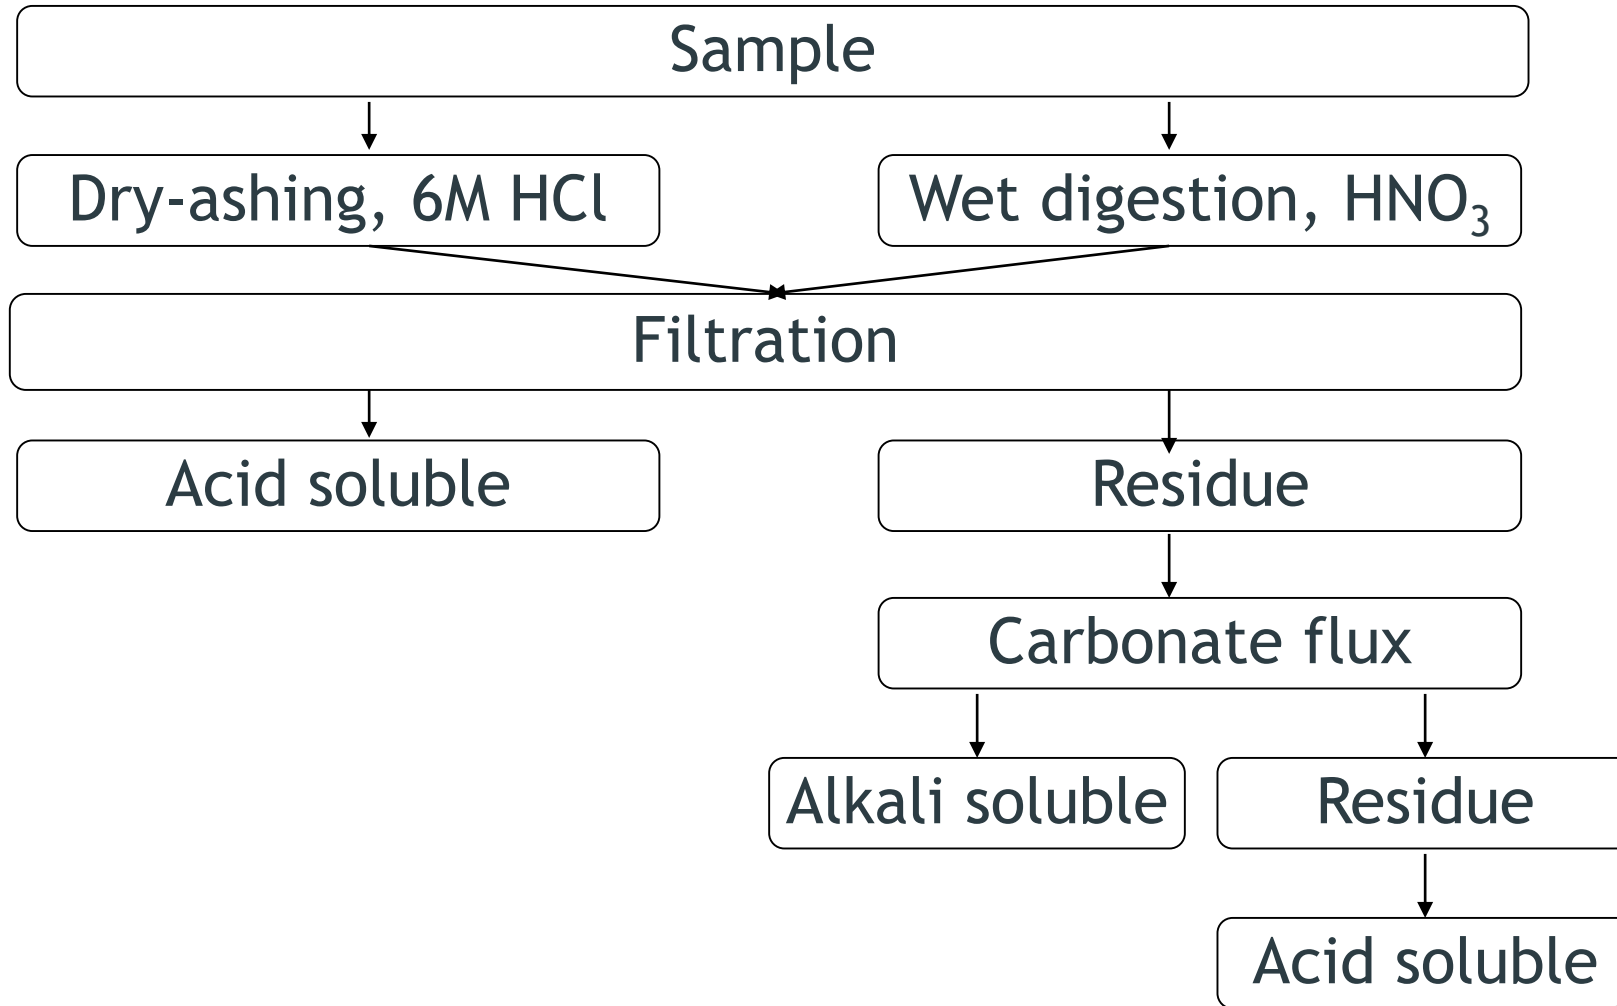 Sample
Dry-ashing, 6M HCl
Wet digestion, HNO₃
Filtration
Acid soluble
Residue
Carbonate flux
Alkali soluble
Residue
Acid soluble